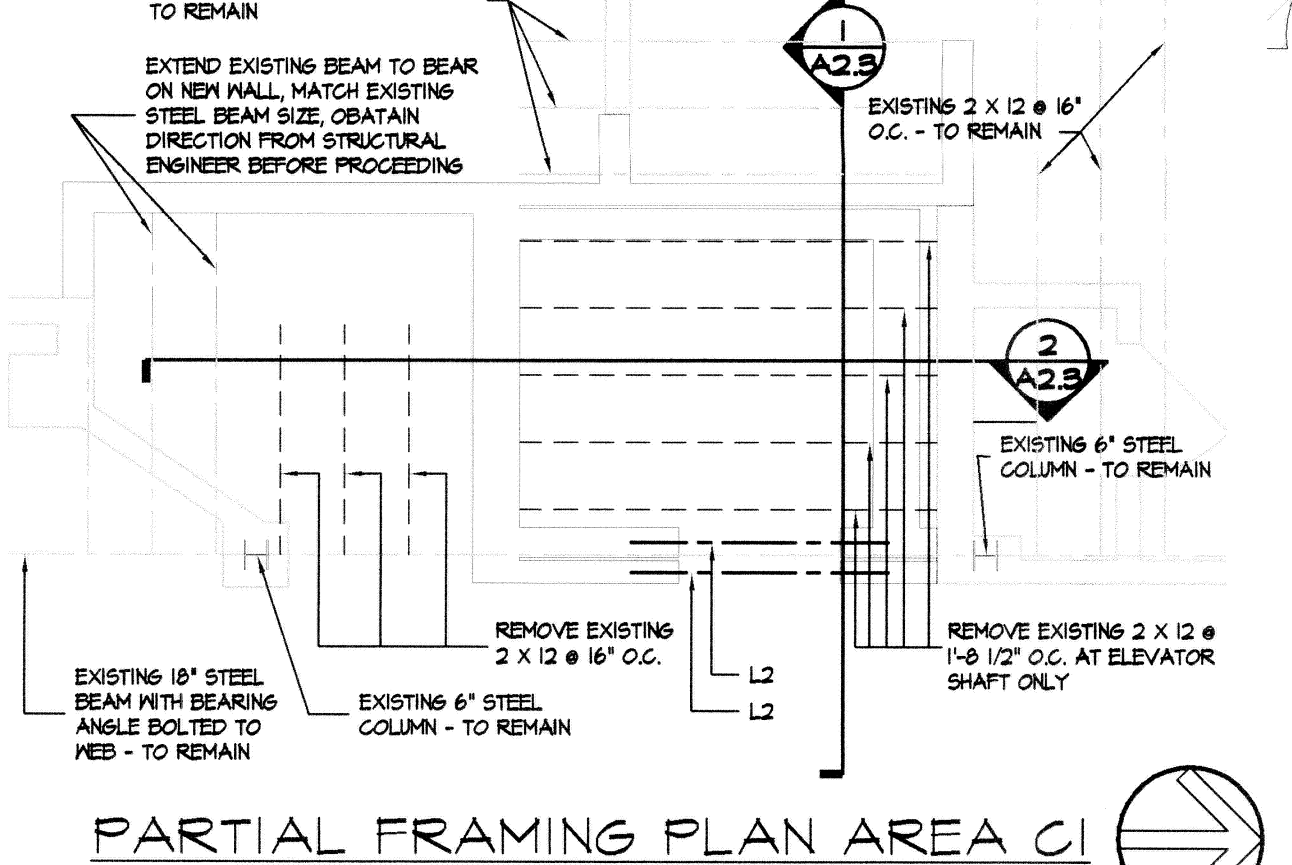 TO REMAIN
EXTEND EXISTING BEAM TO BEAR
ON NEW WALL, MATCH EXISTING
STEEL BEAM SIZE, OBATAIN
DIRECTION FROM STRUCTURAL
ENGINEER BEFORE PROCEEDING
1
A2.3
EXISTING 2 X 12 @ 16"
O.C. - TO REMAIN
2
A2.3
EXISTING 6" STEEL
COLUMN - TO REMAIN
REMOVE EXISTING
2 X 12 @ 16" O.C.
REMOVE EXISTING 2 X 12 @
1'-8 1/2" O.C. AT ELEVATOR
SHAFT ONLY
L2
L2
EXISTING 18" STEEL
BEAM WITH BEARING
ANGLE BOLTED TO
WEB - TO REMAIN
EXISTING 6" STEEL
COLUMN - TO REMAIN
PARTIAL FRAMING PLAN AREA C1